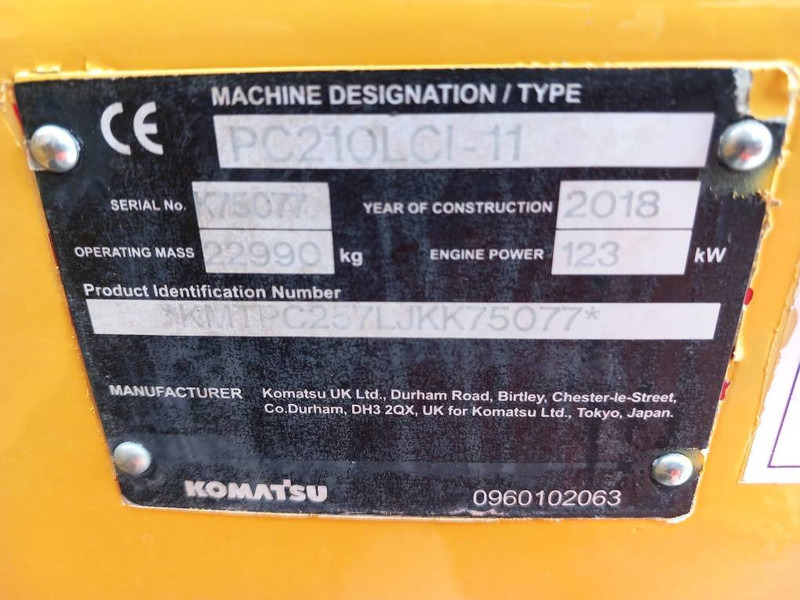 CE
MACHINE DESIGNATION / TYPE
PC210LCI-11
SERIAL No. K75077 YEAR OF CONSTRUCTION 2018
OPERATING MASS 22990 kg ENGINE POWER 123 kW
Product Identification Number
*KMTPC257LJKK75077*
MANUFACTURER Komatsu UK Ltd., Durham Road, Birtley, Chester-le-Street,
Co.Durham, DH3 2QX, UK for Komatsu Ltd., Tokyo, Japan.
KOMATSU 0960102063